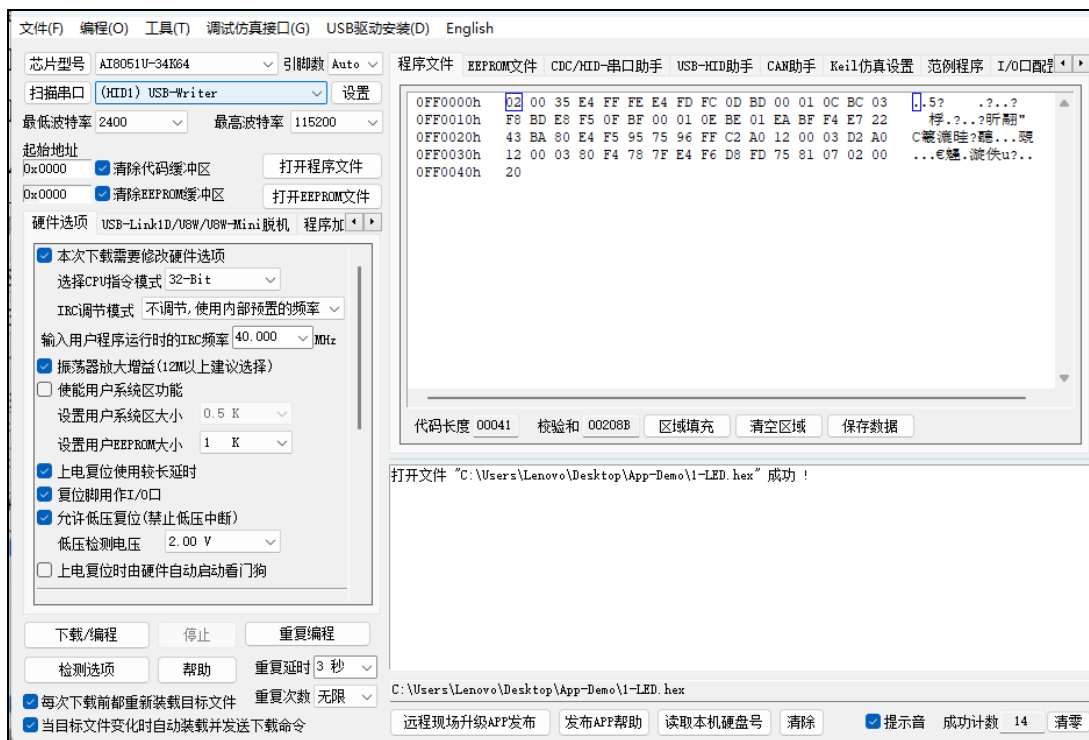 文件(F) 编程(O) 工具(T) 调试仿真接口(G) USB驱动安装(D) English
芯片型号 AI8051U-34K64 引脚数 Auto
扫描串口 (HID1) USB-Writer 设置
最低波特率 2400 最高波特率 115200
起始地址
0x0000 清除代码缓冲区 打开程序文件
0x0000 清除EEPROM缓冲区 打开EEPROM文件
硬件选项 USB-Link1D/U8W/U8W-Mini脱机 程序加
本次下载需要修改硬件选项
选择CPU指令模式 32-Bit
IRC调节模式 不调节,使用内部预置的频率
输入用户程序运行时的IRC频率 40.000 MHz
振荡器放大增益(12M以上建议选择)
使能用户系统区功能
设置用户系统区大小 0.5 K
设置用户EEPROM大小 1 K
上电复位使用较长延时
复位脚用作I/O口
允许低压复位(禁止低压中断)
低压检测电压 2.00 V
上电复位时由硬件自动启动看门狗
下载/编程 停止 重复编程
检测选项 帮助 重复延时 3 秒
每次下载前都重新装载目标文件 重复次数 无限
当目标文件变化时自动装载并发送下载命令
程序文件 EEPROM文件 CDC/HID-串口助手 USB-HID助手 CAN助手 Keil仿真设置 范例程序 I/O口配
0FF0000h 02 00 35 E4 FF FE E4 FD FC 0D BD 00 01 0C BC 03 ..5? .?..?
0FF0010h F8 BD E8 F5 0F BF 00 01 0E BE 01 EA BF F4 E7 22
0FF0020h 43 BA 80 E4 F5 95 75 96 FF C2 A0 12 00 03 D2 A0
0FF0030h 12 00 03 80 F4 78 7F E4 F6 D8 FD 75 81 07 02 00
0FF0040h 20
代码长度 00041 校验和 00208B 区域填充 清空区域 保存数据
打开文件 "C:\Users\Lenovo\Desktop\App-Demo\1-LED.hex" 成功 !
C:\Users\Lenovo\Desktop\App-Demo\1-LED.hex
远程现场升级APP发布 发布APP帮助 读取本机硬盘号 清除 提示音 成功计数 14 清零